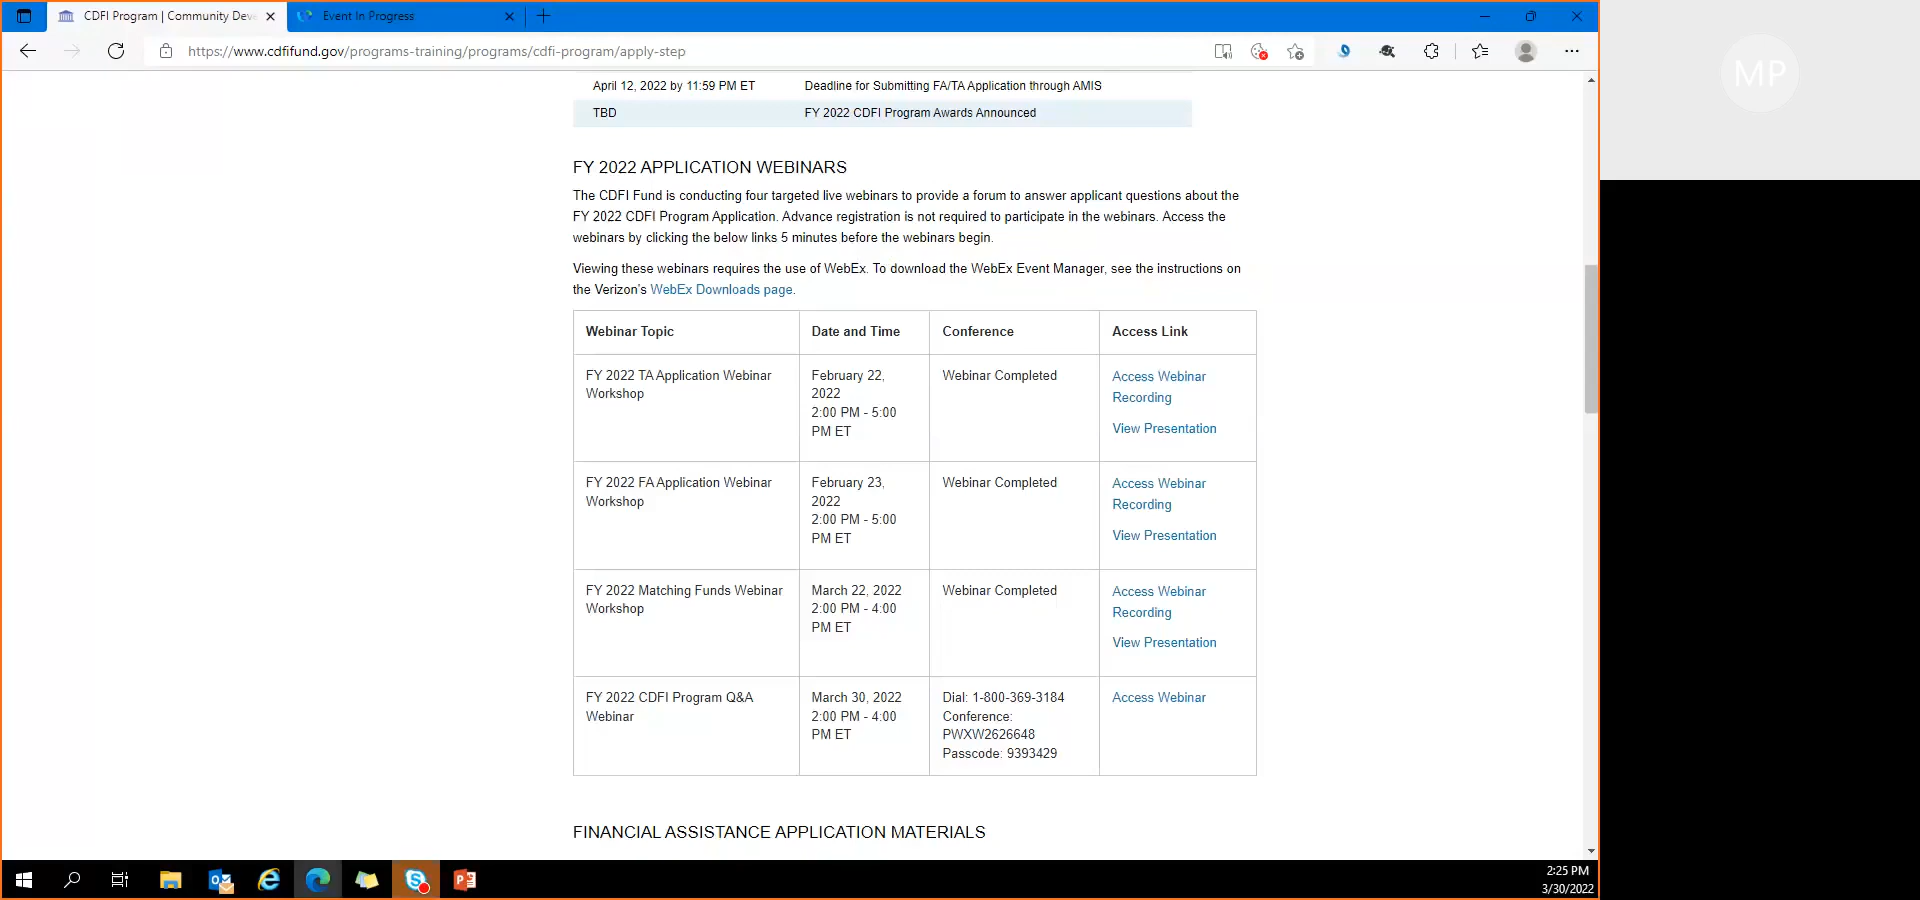 CDFI Program | Community Deve
Event In Progress
https://www.cdfifund.gov/programs-training/programs/cdfi-program/apply-step
MP
April 12, 2022 by 11:59 PM ET Deadline for Submitting FA/TA Application through AMIS
TBD FY 2022 CDFI Program Awards Announced
FY 2022 APPLICATION WEBINARS
The CDFI Fund is conducting four targeted live webinars to provide a forum to answer applicant questions about the
FY 2022 CDFI Program Application. Advance registration is not required to participate in the webinars. Access the
webinars by clicking the below links 5 minutes before the webinars begin.
Viewing these webinars requires the use of WebEx. To download the WebEx Event Manager, see the instructions on
the Verizon's WebEx Downloads page.
Webinar Topic Date and Time Conference Access Link
FY 2022 TA Application Webinar
Workshop
February 22,
2022
2:00 PM - 5:00
PM ET
Webinar Completed
Access Webinar
Recording
View Presentation
FY 2022 FA Application Webinar
Workshop
February 23,
2022
2:00 PM - 5:00
PM ET
Webinar Completed
Access Webinar
Recording
View Presentation
FY 2022 Matching Funds Webinar
Workshop
March 22, 2022
2:00 PM - 4:00
PM ET
Webinar Completed
Access Webinar
Recording
View Presentation
FY 2022 CDFI Program Q&A
Webinar
March 30, 2022
2:00 PM - 4:00
PM ET
Dial: 1-800-369-3184
Conference:
PWXW2626648
Passcode: 9393429
Access Webinar
FINANCIAL ASSISTANCE APPLICATION MATERIALS
2:25 PM
3/30/2022